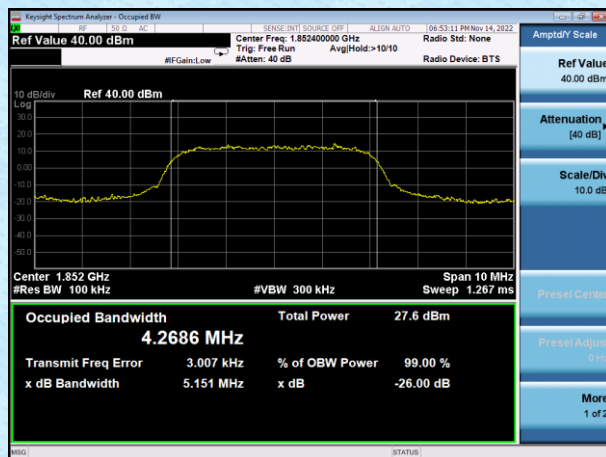 Keysight Spectrum Analyzer - Occupied BW
RF 50 Ω AC SENSE:INT SOURCE OFF ALIGN AUTO 06:53:11 PM Nov 14, 2022
Ref Value 40.00 dBm
Center Freq: 1.852400000 GHz
Radio Std: None
Trig: Free Run Avg|Hold:>10/10
#IFGain:Low #Atten: 40 dB
Radio Device: BTS
10 dB/div Ref 40.00 dBm
Log
30.0
20.0
10.0
0.00
-10.0
-20.0
-30.0
-40.0
-50.0
Center 1.852 GHz Span 10 MHz
#Res BW 100 kHz #VBW 300 kHz Sweep 1.267 ms
Occupied Bandwidth Total Power 27.6 dBm
4.2686 MHz
Transmit Freq Error 3.007 kHz % of OBW Power 99.00 %
x dB Bandwidth 5.151 MHz x dB -26.00 dB
MSG STATUS
Amptd/Y Scale
Ref Value
40.00 dBm
Attenuation
[40 dB]
Scale/Div
10.0 dB
Presel Center
Presel Adjust
0 Hz
More
1 of 2